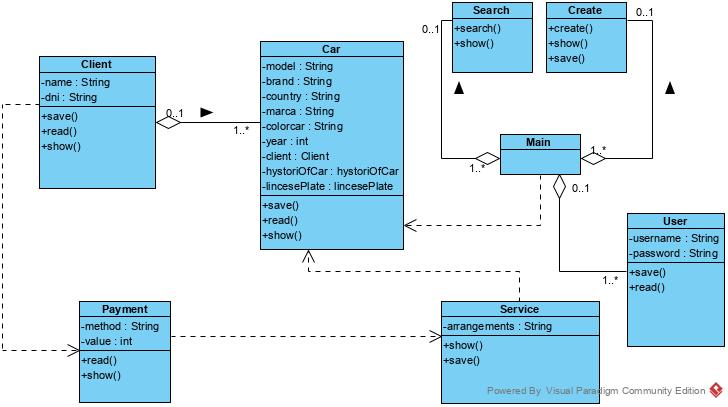 Search
+search()
+show()
Create
+create()
+show()
+save()
0..1
0..1
Client
-name : String
-dni : String
+save()
+read()
+show()
0..1
1..*
Car
-model : String
-brand : String
-country : String
-marca : String
-colorcar : String
-year : int
-client : Client
-hystoriOfCar : hystoriOfCar
-lincesePlate : lincesePlate
+save()
+read()
+show()
Main
1..*
1..*
0..1
User
-username : String
-password : String
+save()
+read()
1..*
Payment
-method : String
-value : int
+read()
+show()
Service
-arrangements : String
+show()
+save()
Powered By Visual Paradigm Community Edition